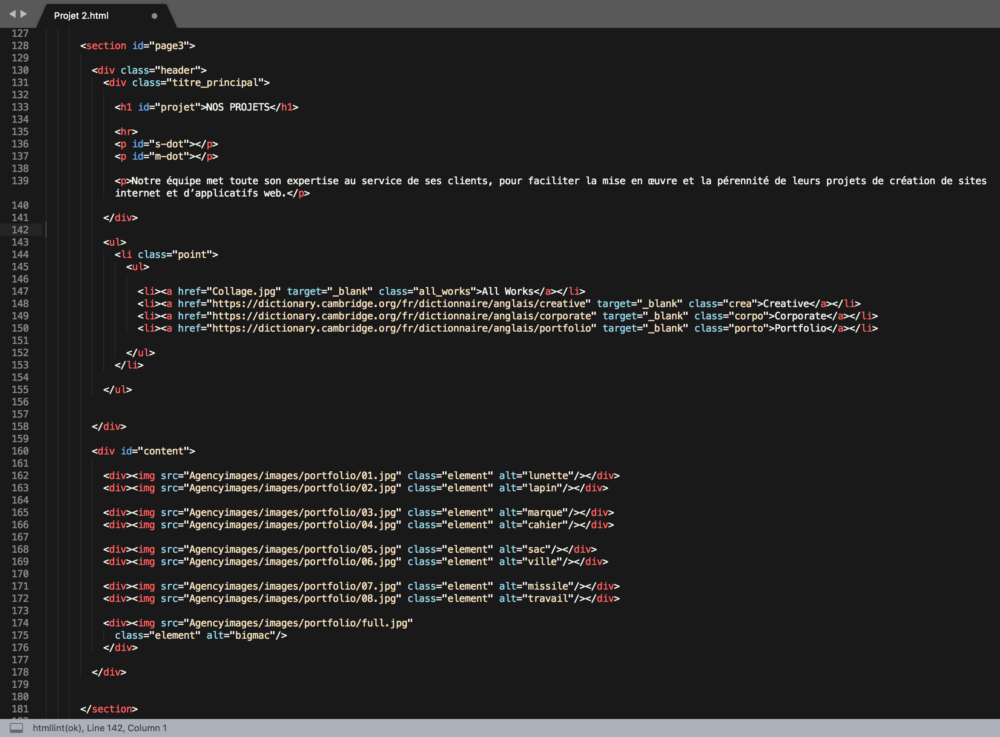 Projet 2.html
127
128 <section id="page3">
129
130 <div class="header">
131 <div class="titre_principal">
132
133 <h1 id="projet">NOS PROJETS</h1>
134
135 <hr>
136 <p id="s-dot"></p>
137 <p id="m-dot"></p>
138
139 <p>Notre équipe met toute son expertise au service de ses clients, pour faciliter la mise en œuvre et la pérennité de leurs projets de création de sites
internet et d’applicatifs web.</p>
140
141 </div>
142
143 <ul>
144 <li class="point">
145 <ul>
146
147 <li><a href="Collage.jpg" target="_blank" class="all_works">All Works</a></li>
148 <li><a href="https://dictionary.cambridge.org/fr/dictionnaire/anglais/creative" target="_blank" class="crea">Creative</a></li>
149 <li><a href="https://dictionary.cambridge.org/fr/dictionnaire/anglais/corporate" target="_blank" class="corpo">Corporate</a></li>
150 <li><a href="https://dictionary.cambridge.org/fr/dictionnaire/anglais/portfolio" target="_blank" class="porto">Portfolio</a></li>
151
152 </ul>
153 </li>
154
155 </ul>
156
157
158 </div>
159
160 <div id="content">
161
162 <div><img src="Agencyimages/images/portfolio/01.jpg" class="element" alt="lunette"/></div>
163 <div><img src="Agencyimages/images/portfolio/02.jpg" class="element" alt="lapin"/></div>
164
165 <div><img src="Agencyimages/images/portfolio/03.jpg" class="element" alt="marque"/></div>
166 <div><img src="Agencyimages/images/portfolio/04.jpg" class="element" alt="cahier"/></div>
167
168 <div><img src="Agencyimages/images/portfolio/05.jpg" class="element" alt="sac"/></div>
169 <div><img src="Agencyimages/images/portfolio/06.jpg" class="element" alt="ville"/></div>
170
171 <div><img src="Agencyimages/images/portfolio/07.jpg" class="element" alt="missile"/></div>
172 <div><img src="Agencyimages/images/portfolio/08.jpg" class="element" alt="travail"/></div>
173
174 <div><img src="Agencyimages/images/portfolio/full.jpg"
175 class="element" alt="bigmac"/>
176 </div>
177
178 </div>
179
180
181 </section>
htmllint(ok), Line 142, Column 1